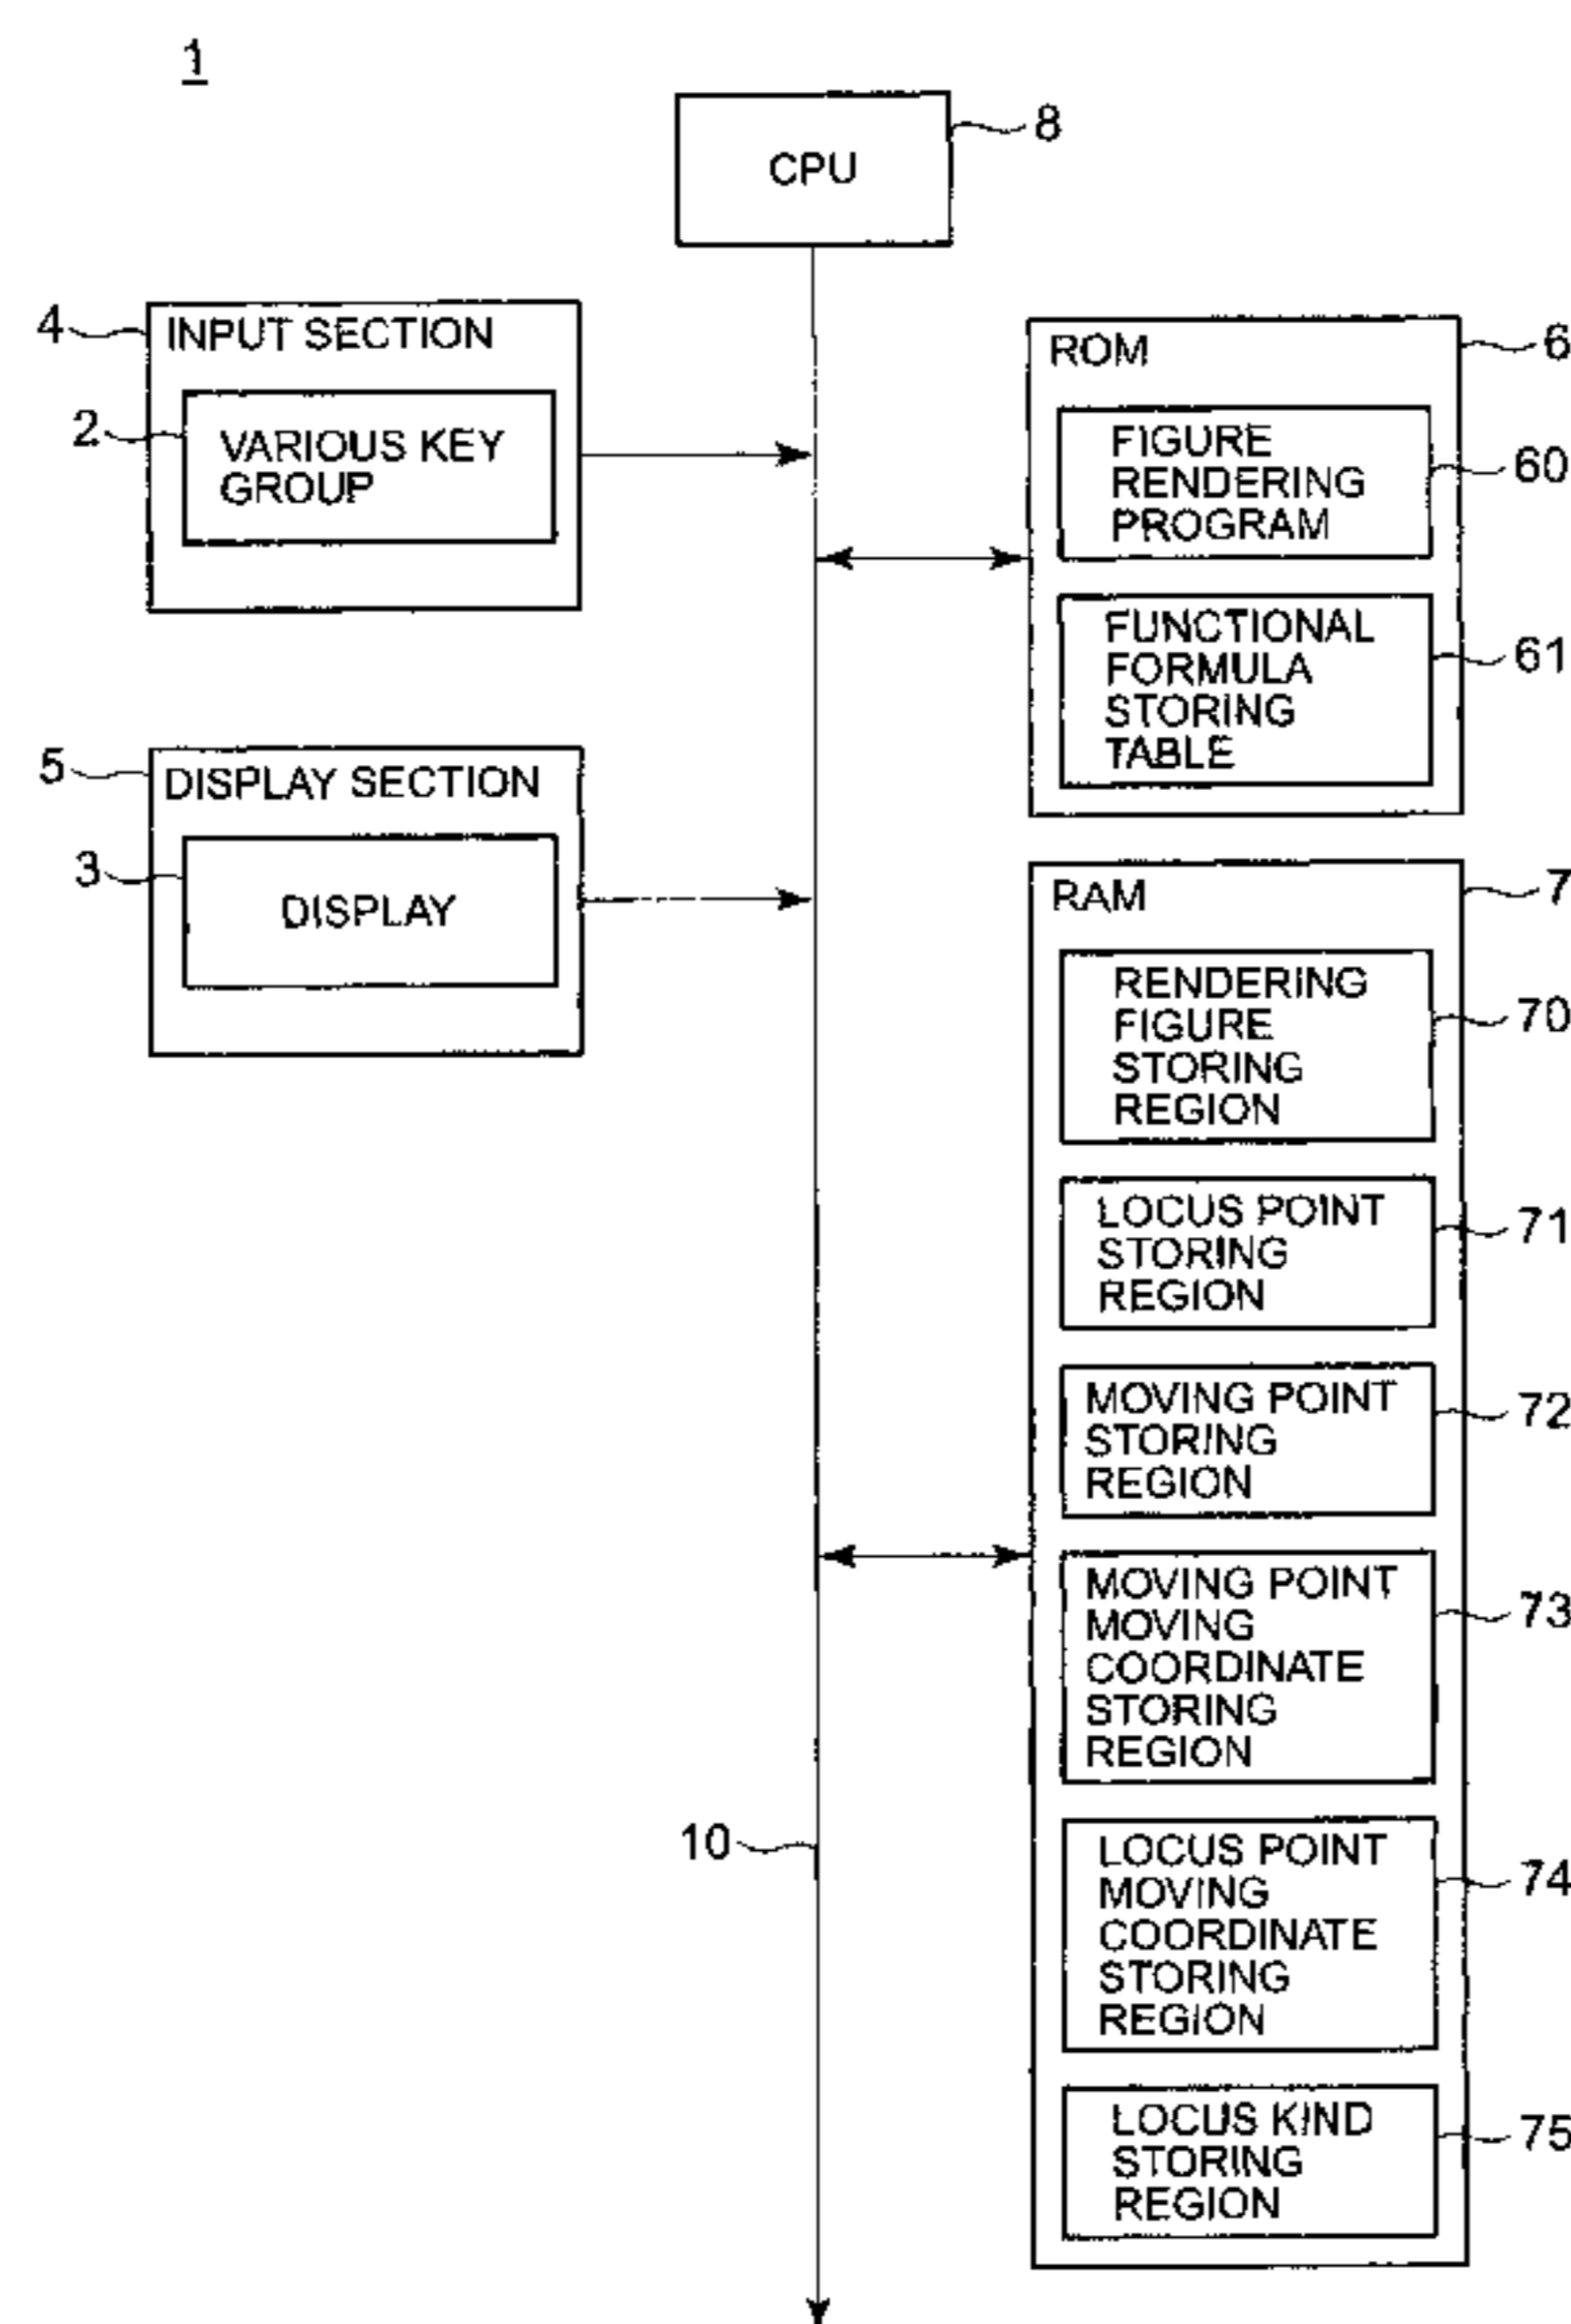 1
CPU
8
4
INPUT SECTION
2
VARIOUS KEY
GROUP
5
DISPLAY SECTION
3
DISPLAY
ROM
6
FIGURE
RENDERING
PROGRAM
60
FUNCTIONAL
FORMULA
STORING
TABLE
61
RAM
7
RENDERING
FIGURE
STORING
REGION
70
LOCUS POINT
STORING
REGION
71
MOVING POINT
STORING
REGION
72
MOVING POINT
MOVING
COORDINATE
STORING
REGION
73
10
LOCUS POINT
MOVING
COORDINATE
STORING
REGION
74
LOCUS KIND
STORING
REGION
75